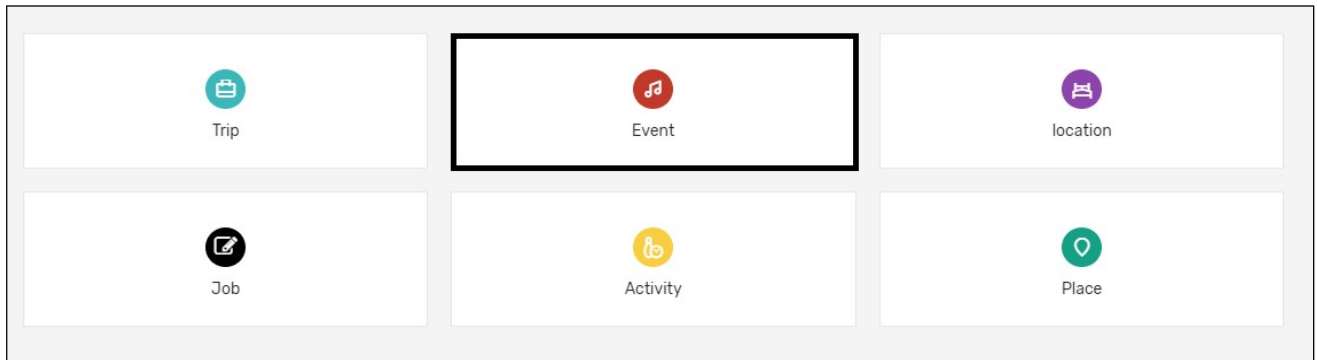 Trip
Event
location
Job
Activity
Place